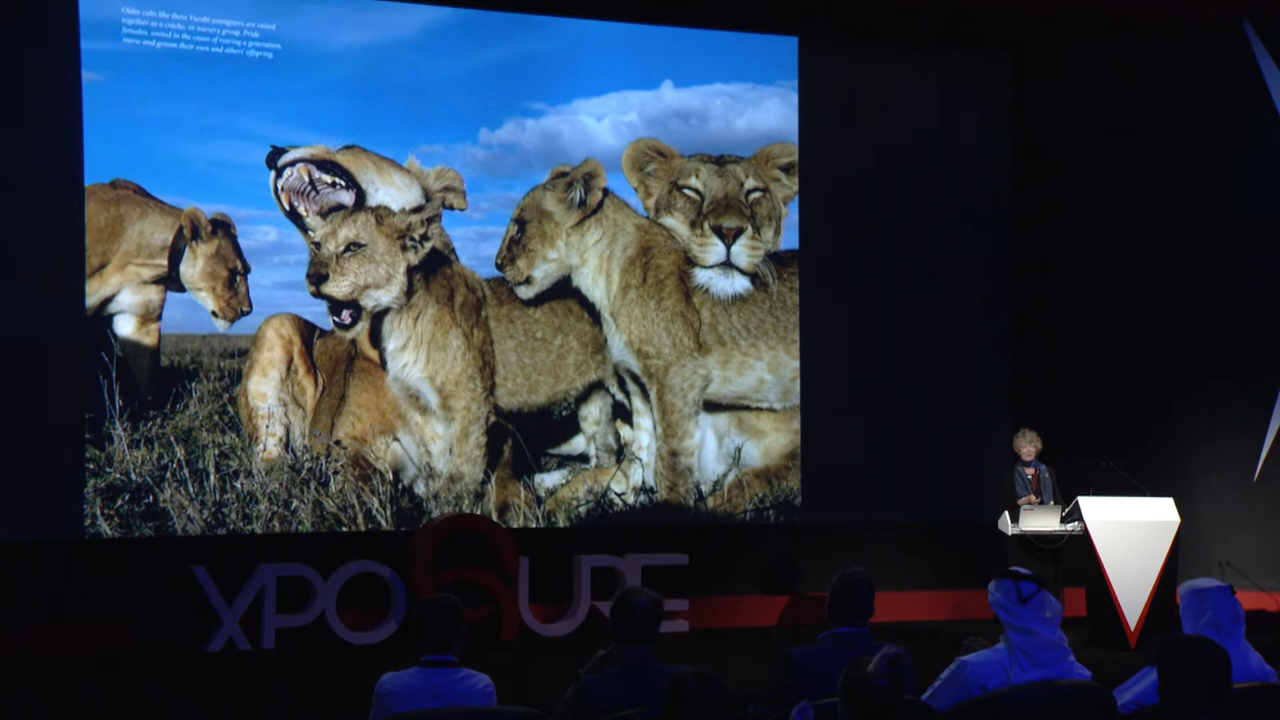 Older cubs like these Vumbi youngsters are raised
together as a crèche, or nursery group. Pride
females, united in the cause of rearing a generation,
nurse and groom their own and others' offspring.
XPOSURE